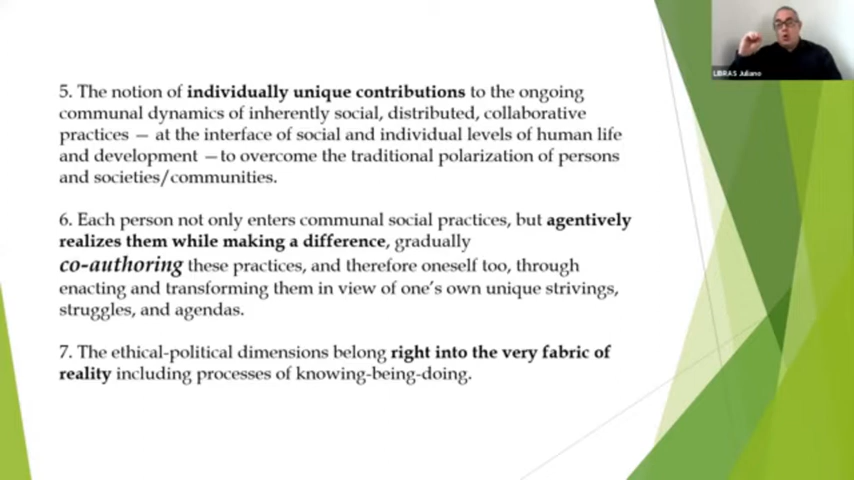 LIBRAS Juliano
5. The notion of individually unique contributions to the ongoing
communal dynamics of inherently social, distributed, collaborative
practices — at the interface of social and individual levels of human life
and development —to overcome the traditional polarization of persons
and societies/communities.
6. Each person not only enters communal social practices, but agentively
realizes them while making a difference, gradually
co-authoring these practices, and therefore oneself too, through
enacting and transforming them in view of one's own unique strivings,
struggles, and agendas.
7. The ethical-political dimensions belong right into the very fabric of
reality including processes of knowing-being-doing.